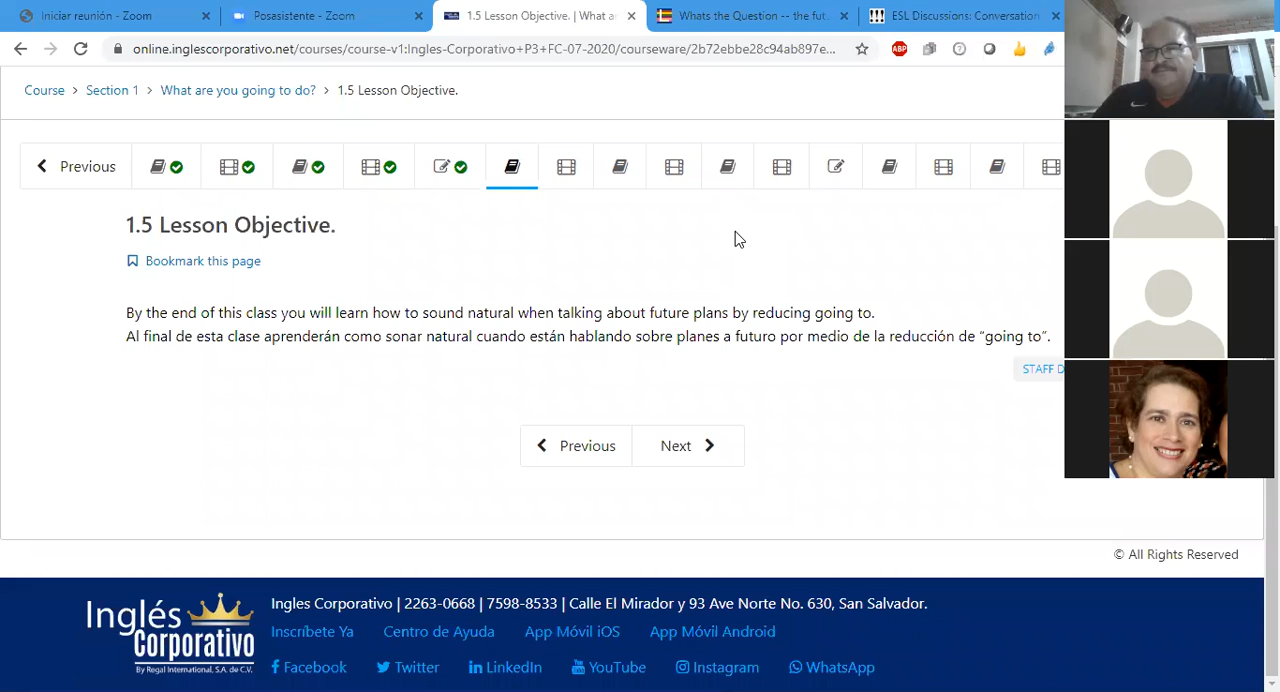 Iniciar reunión - Zoom
Posasistente - Zoom
1.5 Lesson Objective. | What a
Whats the Question -- the fut
ESL Discussions: Conversation
online.inglescorporativo.net/courses/course-v1:Ingles-Corporativo+P3+FC-07-2020/courseware/2b72ebbe28c94ab897e...
ABP
Course > Section 1 > What are you going to do? > 1.5 Lesson Objective.
Previous
1.5 Lesson Objective.
Bookmark this page
By the end of this class you will learn how to sound natural when talking about future plans by reducing going to.
Al final de esta clase aprenderán como sonar natural cuando están hablando sobre planes a futuro por medio de la reducción de “going to”.
STAFF D
Previous
Next
© All Rights Reserved
Inglés Corporativo
By Regal International, S.A. de C.V.
Ingles Corporativo | 2263-0668 | 7598-8533 | Calle El Mirador y 93 Ave Norte No. 630, San Salvador.
Inscríbete Ya
Centro de Ayuda
App Móvil iOS
App Móvil Android
Facebook
Twitter
LinkedIn
YouTube
Instagram
WhatsApp